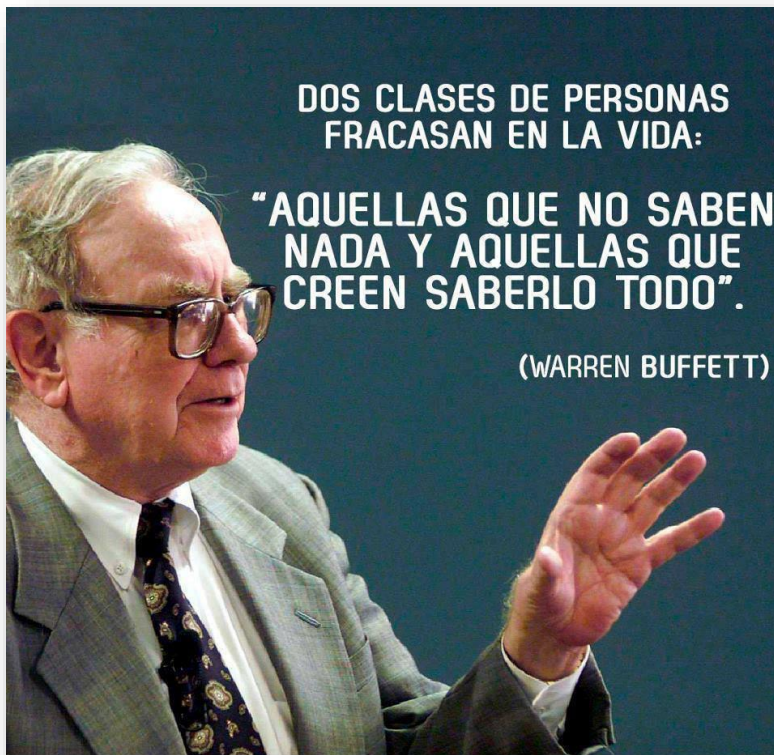 DOS CLASES DE PERSONAS
FRACASAN EN LA VIDA:
“AQUELLAS QUE NO SABEN
NADA Y AQUELLAS QUE
CREEN SABERLO TODO”.
(WARREN BUFFETT)